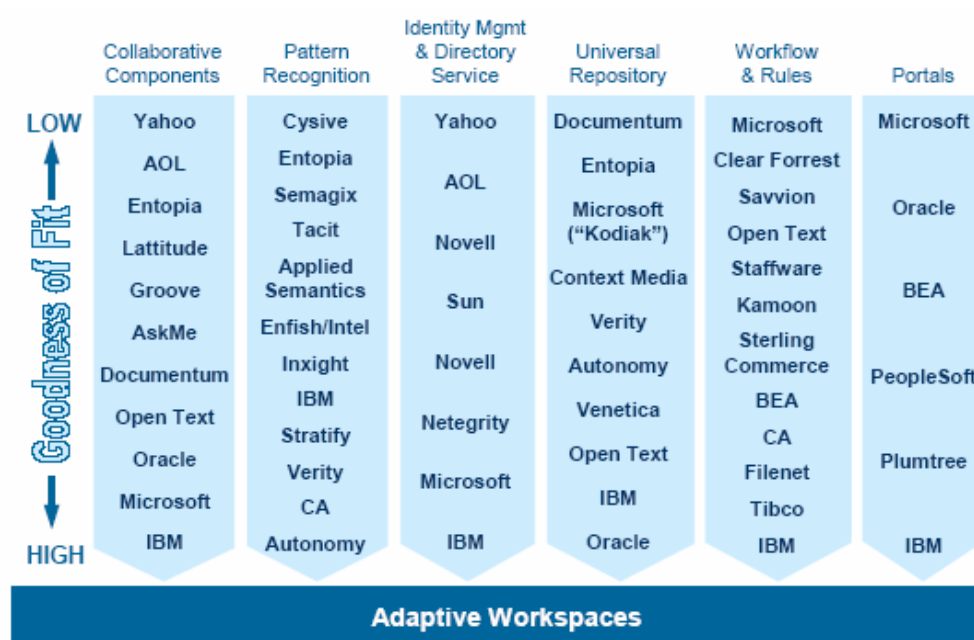 Collaborative
Components
Pattern
Recognition
Identity Mgmt
& Directory
Service
Universal
Repository
Workflow
& Rules
Portals
LOW
Goodness of Fit
HIGH
Yahoo
AOL
Entopia
Lattitude
Groove
AskMe
Documentum
Open Text
Oracle
Microsoft
IBM
Cysive
Entopia
Semagix
Tacit
Applied
Semantics
Enfish/Intel
Inxight
IBM
Stratify
Verity
CA
Autonomy
Yahoo
AOL
Novell
Sun
Novell
Netegrity
Microsoft
IBM
Documentum
Entopia
Microsoft
("Kodiak")
Context Media
Verity
Autonomy
Venetica
Open Text
IBM
Oracle
Microsoft
Clear Forrest
Savvion
Open Text
Staffware
Kamoon
Sterling
Commerce
BEA
CA
Filenet
Tibco
IBM
Microsoft
Oracle
BEA
PeopleSoft
Plumtree
IBM
Adaptive Workspaces